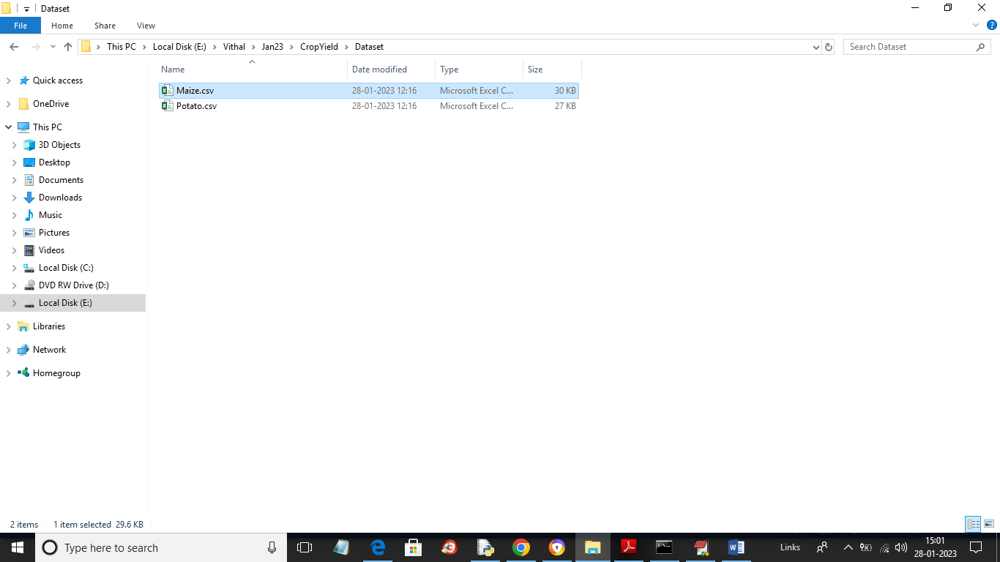 Dataset
File Home Share View
This PC Local Disk (E:) Vithal Jan23 CropYield Dataset
Search Dataset
Name Date modified Type Size
Maize.csv 28-01-2023 12:16 Microsoft Excel C... 30 KB
Potato.csv 28-01-2023 12:16 Microsoft Excel C... 27 KB
Quick access
OneDrive
This PC
3D Objects
Desktop
Documents
Downloads
Music
Pictures
Videos
Local Disk (C:)
DVD RW Drive (D:)
Local Disk (E:)
Libraries
Network
Homegroup
2 items 1 item selected 29.6 KB
Type here to search
Links
15:01
28-01-2023